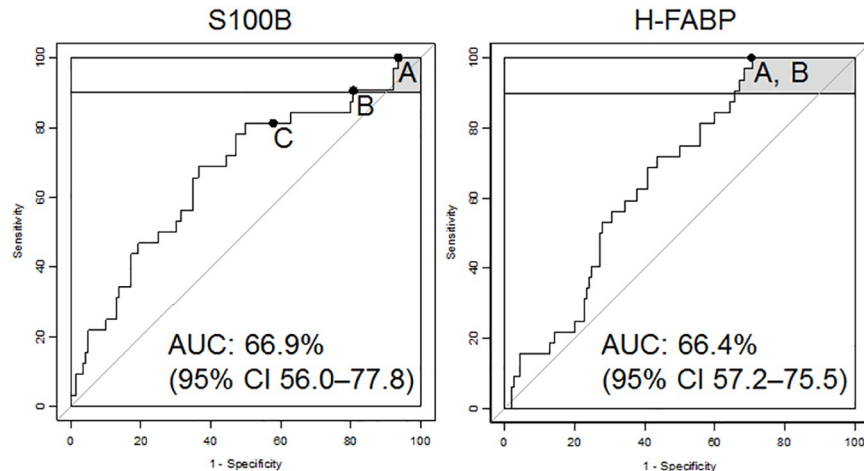 S100B
100
80
60
40
20
0
Sensitivity
A
B
C
AUC: 66.9%
(95% CI 56.0–77.8)
0 20 40 60 80 100
1 - Specificity
H-FABP
100
80
60
40
20
0
Sensitivity
A, B
AUC: 66.4%
(95% CI 57.2–75.5)
0 20 40 60 80 100
1 - Specificity